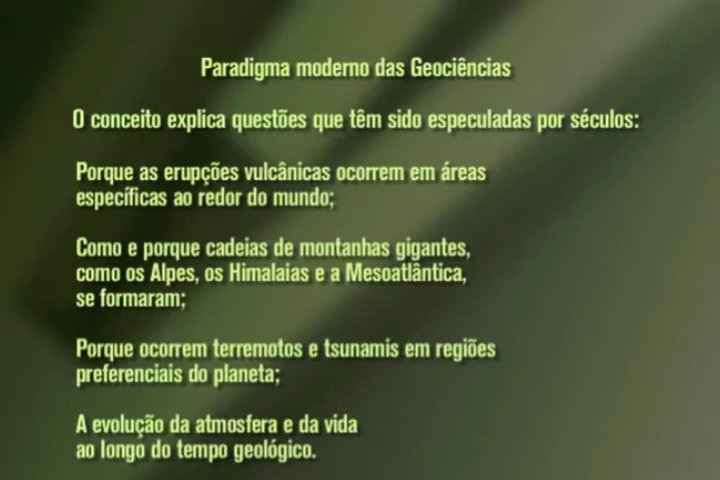 Paradigma moderno das Geociências
O conceito explica questões que têm sido especuladas por séculos:
Porque as erupções vulcânicas ocorrem em áreas
específicas ao redor do mundo;
Como e porque cadeias de montanhas gigantes,
como os Alpes, os Himalaias e a Mesoatlântica,
se formaram;
Porque ocorrem terremotos e tsunamis em regiões
preferenciais do planeta;
A evolução da atmosfera e da vida
ao longo do tempo geológico.